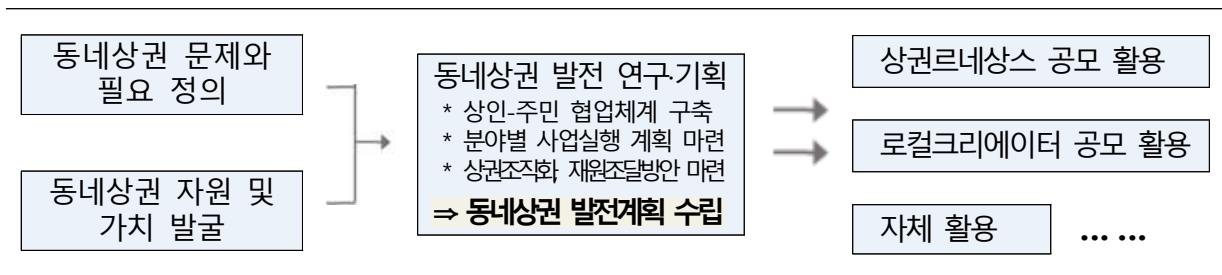 동네상권 문제와
필요 정의
동네상권 자원 및
가치 발굴
동네상권 발전 연구·기획
* 상인-주민 협업체계 구축
* 분야별 사업실행 계획 마련
* 상권조직화, 재원조달방안 마련
⇒ 동네상권 발전계획 수립
상권르네상스 공모 활용
로컬크리에이터 공모 활용
자체 활용 … …